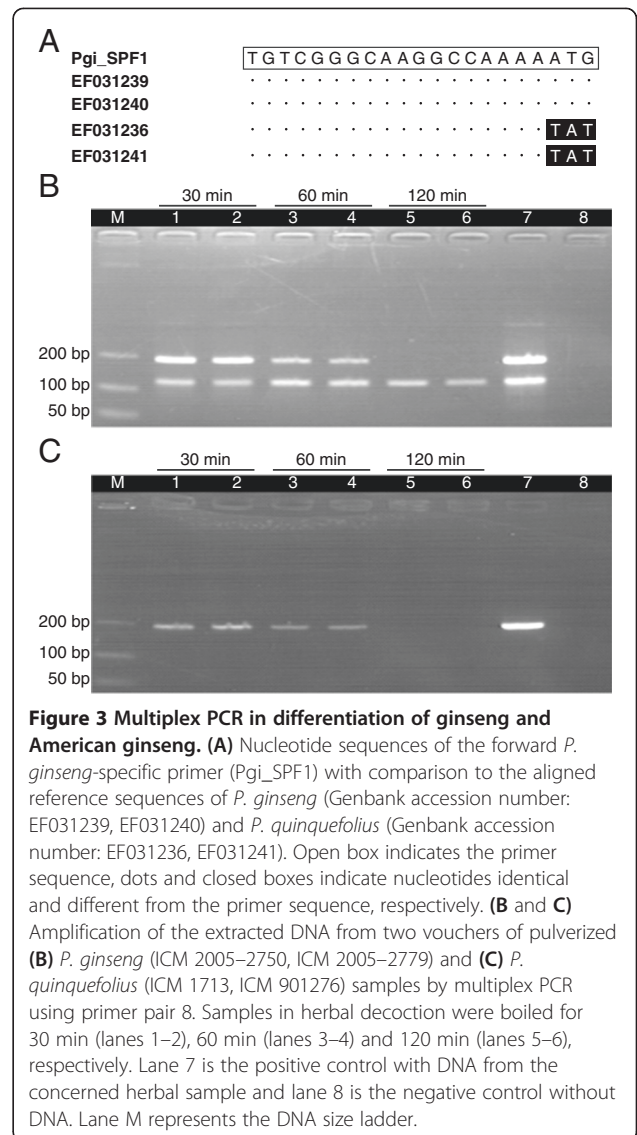 A
Pgi_SPF1 TGTCGGGCAAGGCCAAAAATG
EF031239 . . . . . . . . . . . . . . . . . . . . .
EF031240 . . . . . . . . . . . . . . . . . . . . .
EF031236 . . . . . . . . . . . . . . . . . . TAT
EF031241 . . . . . . . . . . . . . . . . . . TAT
B
30 min 60 min 120 min
M 1 2 3 4 5 6 7 8
200 bp
100 bp
50 bp
C
30 min 60 min 120 min
M 1 2 3 4 5 6 7 8
200 bp
100 bp
50 bp
Figure 3 Multiplex PCR in differentiation of ginseng and
American ginseng. (A) Nucleotide sequences of the forward P.
ginseng-specific primer (Pgi_SPF1) with comparison to the aligned
reference sequences of P. ginseng (Genbank accession number:
EF031239, EF031240) and P. quinquefolius (Genbank accession
number: EF031236, EF031241). Open box indicates the primer
sequence, dots and closed boxes indicate nucleotides identical
and different from the primer sequence, respectively. (B and C)
Amplification of the extracted DNA from two vouchers of pulverized
(B) P. ginseng (ICM 2005–2750, ICM 2005–2779) and (C) P.
quinquefolius (ICM 1713, ICM 901276) samples by multiplex PCR
using primer pair 8. Samples in herbal decoction were boiled for
30 min (lanes 1–2), 60 min (lanes 3–4) and 120 min (lanes 5–6),
respectively. Lane 7 is the positive control with DNA from the
concerned herbal sample and lane 8 is the negative control without
DNA. Lane M represents the DNA size ladder.